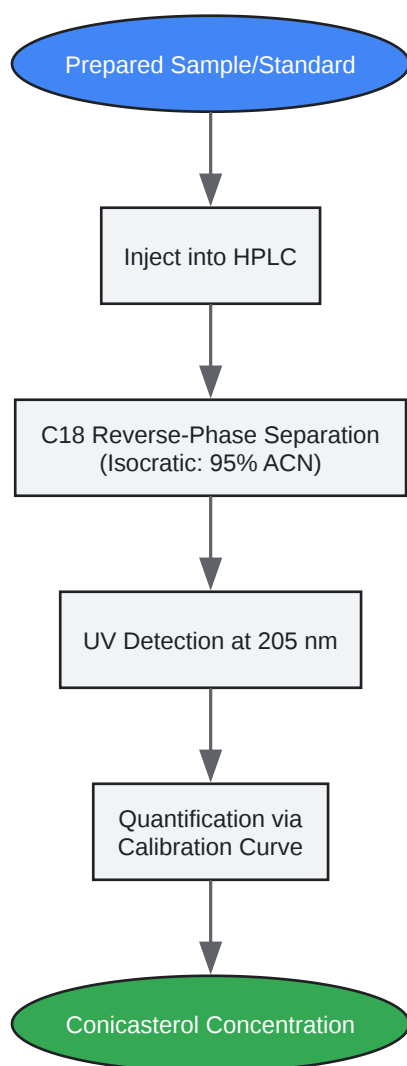 Prepared Sample/Standard
Inject into HPLC
C18 Reverse-Phase Separation
(Isocratic: 95% ACN)
UV Detection at 205 nm
Quantification via
Calibration Curve
Conicasterol Concentration